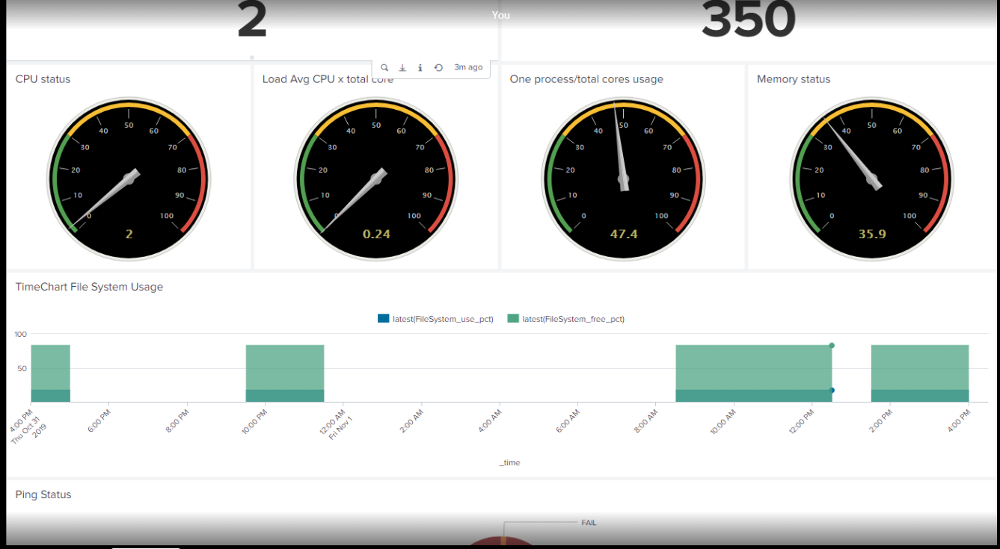 You
2
350
3m ago
CPU status
Load Avg CPU x total core
One process/total cores usage
Memory status
0 10 20 30 40 50 60 70 80 90 100
2
0 10 20 30 40 50 60 70 80 90 100
0.24
0 10 20 30 40 50 60 70 80 90 100
47.4
0 10 20 30 40 50 60 70 80 90 100
35.9
TimeChart File System Usage
latest(FileSystem_use_pct)
latest(FileSystem_free_pct)
100
50
4:00 PM
Thu Oct 31
2019
6:00 PM
8:00 PM
10:00 PM
12:00 AM
Fri Nov 1
2:00 AM
4:00 AM
6:00 AM
8:00 AM
10:00 AM
12:00 PM
2:00 PM
4:00 PM
_time
Ping Status
FAIL